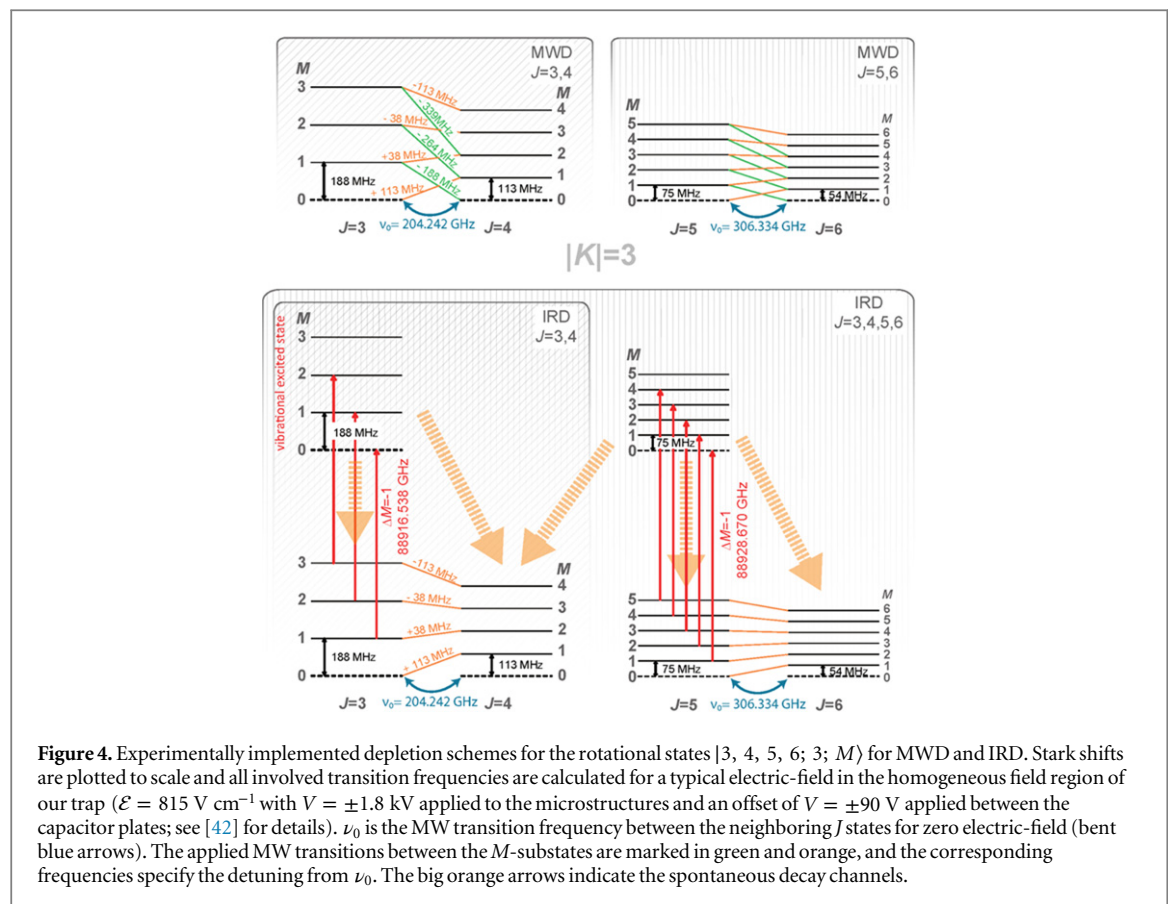 MWD
J=3,4
M
3
2
1
0
-113 MHz
-339MHz
- 38 MHz
-264 MHz
+38 MHz
-188 MHz
+ 113 MHz
188 MHz
M
4
3
2
1
0
113 MHz
J=3
ν₀= 204.242 GHz
J=4
MWD
J=5,6
5
4
3
2
1
0
75 MHz
M
6
5
4
3
2
1
0
54 MHz
J=5
ν₀= 306.334 GHz
J=6
|K|=3
IRD
J=3,4
vibrational excited state
M
3
2
1
0
188 MHz
ΔM=-1
88916.538 GHz
3
2
1
0
-113 MHz
- 38 MHz
+38 MHz
+ 113 MHz
188 MHz
M
4
3
2
1
0
113 MHz
J=3
ν₀= 204.242 GHz
J=4
IRD
J=3,4,5,6
M
5
4
3
2
1
0
75 MHz
ΔM=-1
88928.670 GHz
5
4
3
2
1
0
75 MHz
M
6
5
4
3
2
1
0
54 MHz
J=5
ν₀= 306.334 GHz
J=6
Figure 4. Experimentally implemented depletion schemes for the rotational states |3, 4, 5, 6; 3; M⟩ for MWD and IRD. Stark shifts
are plotted to scale and all involved transition frequencies are calculated for a typical electric-field in the homogeneous field region of
our trap (ℰ = 815 V cm⁻¹ with V = ±1.8 kV applied to the microstructures and an offset of V = ±90 V applied between the
capacitor plates; see [42] for details). ν₀ is the MW transition frequency between the neighboring J states for zero electric-field (bent
blue arrows). The applied MW transitions between the M-substates are marked in green and orange, and the corresponding
frequencies specify the detuning from ν₀. The big orange arrows indicate the spontaneous decay channels.